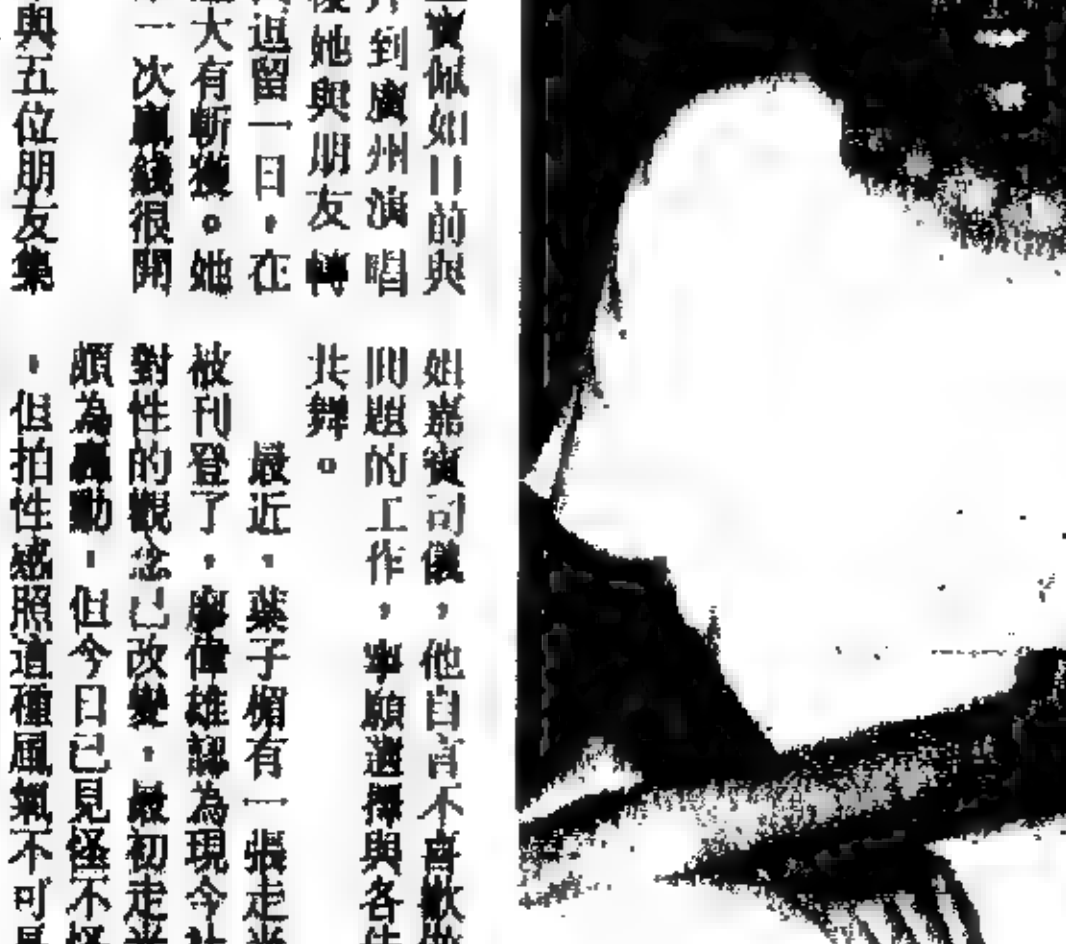 寶佩如日前與
片到廣州演唱
後她與朋友轉
逗留一日，在
大有斬獲。她
一次贏錢很開
與五位朋友集
姐嘉賓司儀，他自言不喜歡做
問題的工作，寧願選擇與各佳
共舞。
最近，葉子楣有一張走光
被刊登了，廖偉雄認為現今社
對性的觀念已改變，最初走光
頗為轟動，但今日已見怪不怪
，但拍性感照這種風氣不可